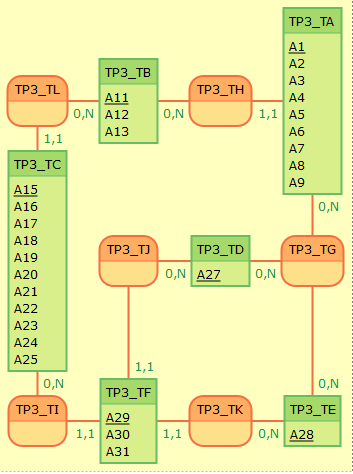 TP3_TA
A1
A2
A3
A4
A5
A6
A7
A8
A9
TP3_TL
0,N
TP3_TB
A11
A12
A13
0,N
TP3_TH
1,1
1,1
0,N
TP3_TC
A15
A16
A17
A18
A19
A20
A21
A22
A23
A24
A25
TP3_TJ
0,N
TP3_TD
A27
0,N
TP3_TG
1,1
0,N
0,N
TP3_TI
1,1
TP3_TF
A29
A30
A31
1,1
TP3_TK
0,N
TP3_TE
A28